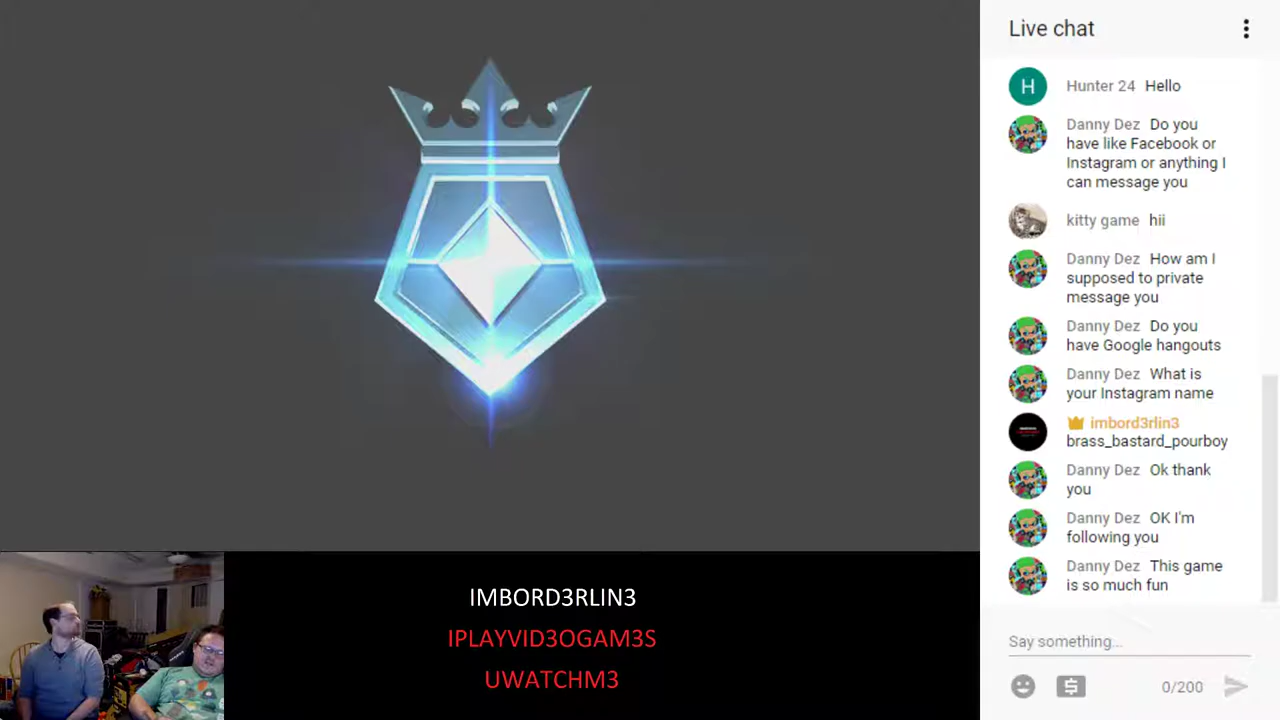 Live chat
H
Hunter 24 Hello
Danny Dez Do you
have like Facebook or
Instagram or anything I
can message you
kitty game hii
Danny Dez How am I
supposed to private
message you
Danny Dez Do you
have Google hangouts
Danny Dez What is
your Instagram name
imbord3rlin3
brass_bastard_pourboy
Danny Dez Ok thank
you
Danny Dez OK I'm
following you
Danny Dez This game
is so much fun
Say something...
0/200
IMBORD3RLIN3
IPLAYVID3OGAM3S
UWATCHM3